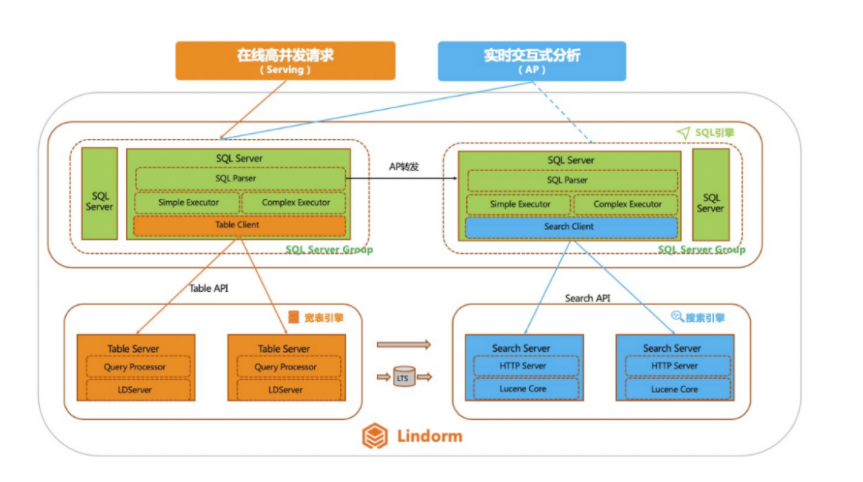 在线高并发请求
（Serving）
实时交互式分析
（AP）
SQL引擎
SQL
Server
SQL Server
SQL Parser
Simple Executor
Complex Executor
Table Client
SQL Server Group
AP转发
SQL Server
SQL Parser
Simple Executor
Complex Executor
Search Client
SQL
Server
SQL Server Group
Table API
Search API
宽表引擎
Table Server
Query Processor
LDServer
Table Server
Query Processor
LDServer
LTS
搜索引擎
Search Server
HTTP Server
Lucene Core
Search Server
HTTP Server
Lucene Core
Lindorm